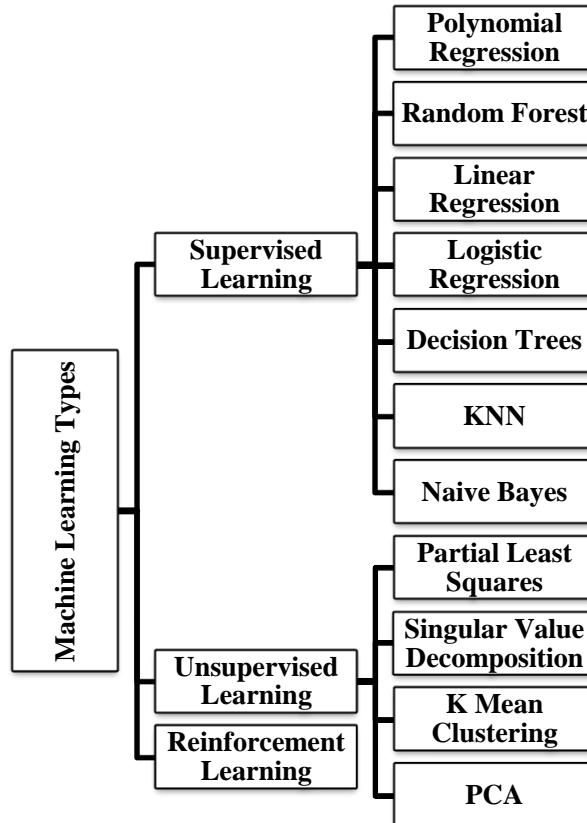 Machine Learning Types
Supervised
Learning
Polynomial
Regression
Random Forest
Linear
Regression
Logistic
Regression
Decision Trees
KNN
Naive Bayes
Unsupervised
Learning
Partial Least
Squares
Singular Value
Decomposition
K Mean
Clustering
PCA
Reinforcement
Learning